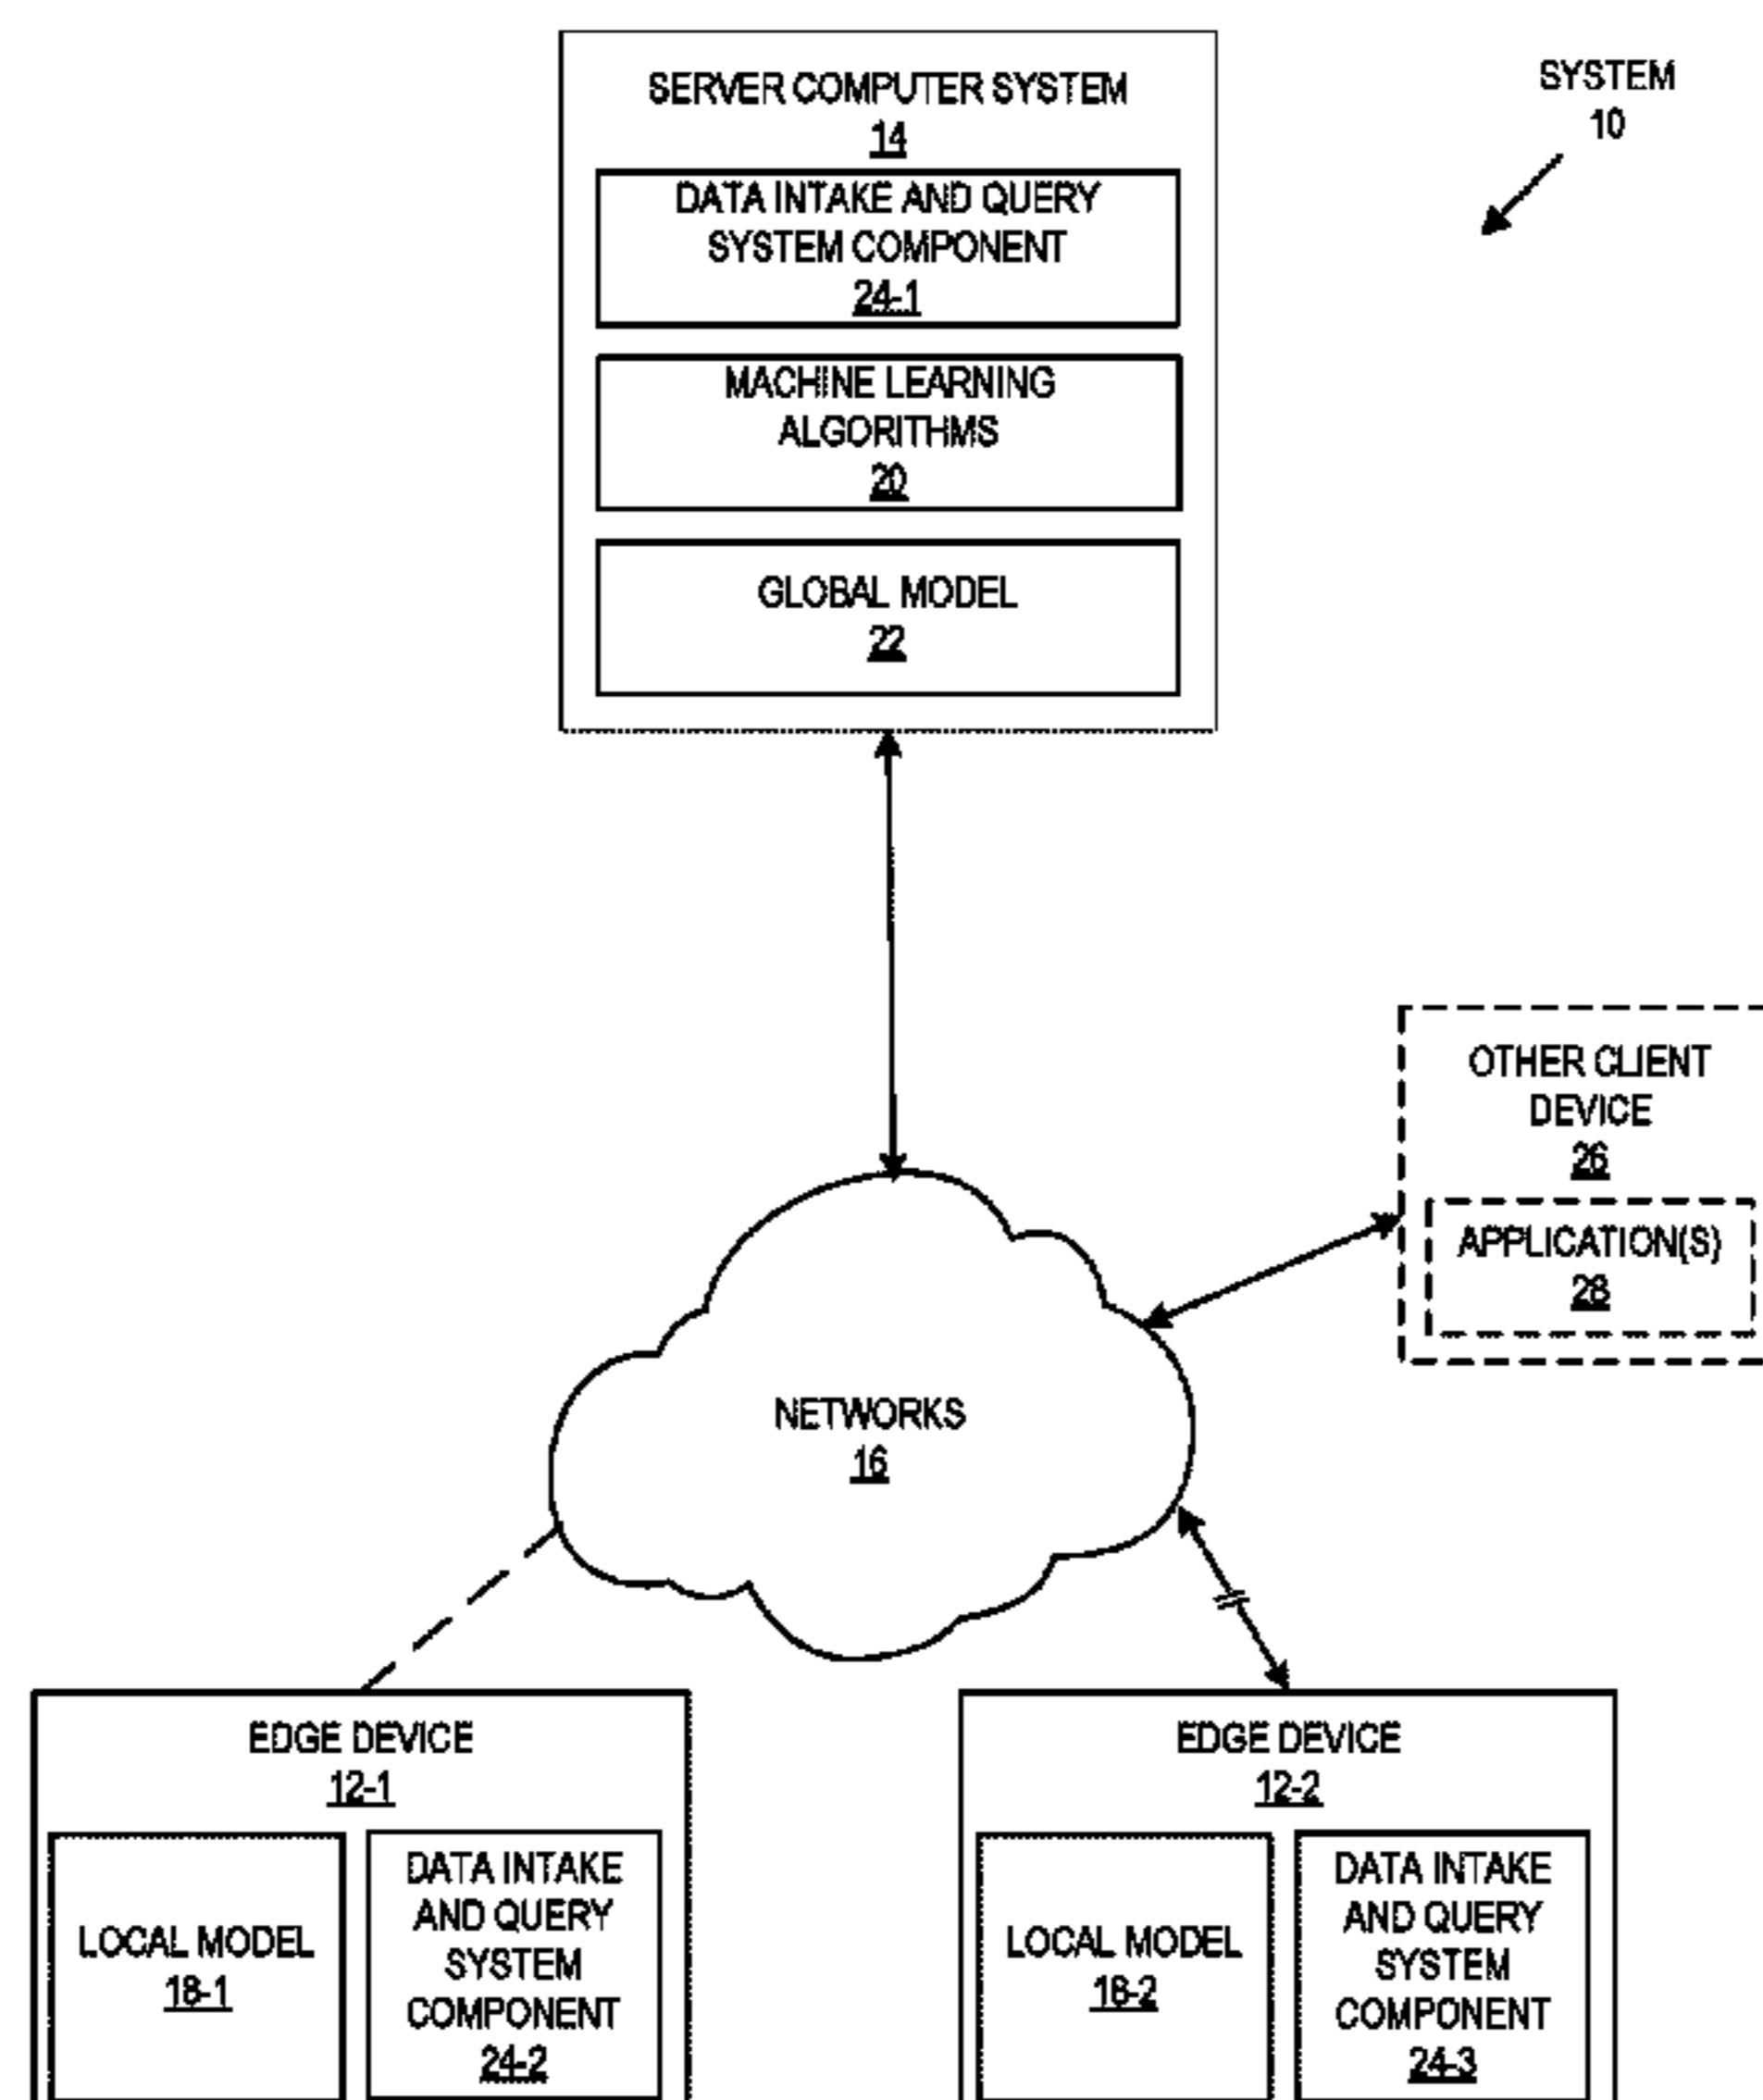 SERVER COMPUTER SYSTEM
14
DATA INTAKE AND QUERY
SYSTEM COMPONENT
24-1
MACHINE LEARNING
ALGORITHMS
20
GLOBAL MODEL
22
SYSTEM
10
OTHER CLIENT
DEVICE
26
APPLICATION(S)
28
NETWORKS
16
EDGE DEVICE
12-1
LOCAL MODEL
18-1
DATA INTAKE
AND QUERY
SYSTEM
COMPONENT
24-2
EDGE DEVICE
12-2
LOCAL MODEL
18-2
DATA INTAKE
AND QUERY
SYSTEM
COMPONENT
24-3